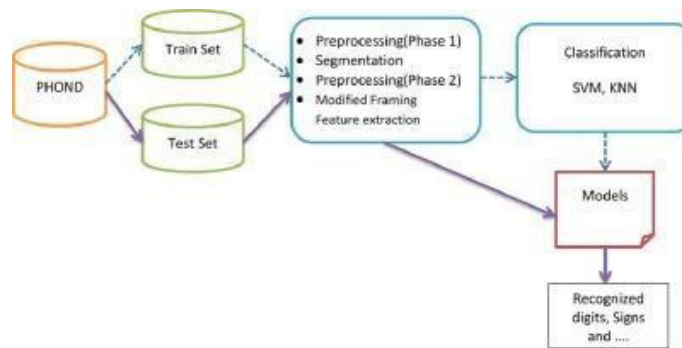 PHOND
Train Set
Test Set
• Preprocessing(Phase 1)
• Segmentation
• Preprocessing(Phase 2)
• Modified Framing
Feature extraction
Classification
SVM, KNN
Models
Recognized
digits, Signs
and ....